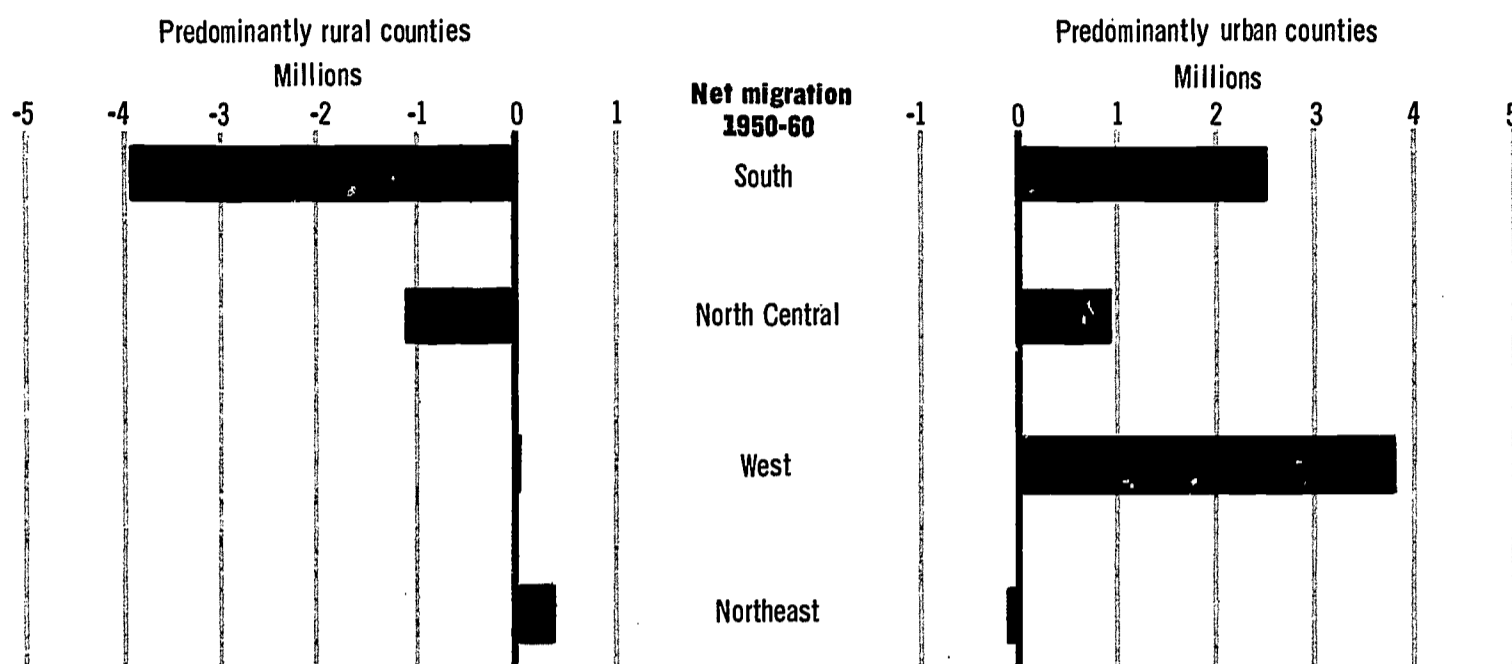 Predominantly rural counties
Millions
-5 -4 -3 -2 -1 0 1
Net migration
1950-60
Predominantly urban counties
Millions
-1 0 1 2 3 4 5
South
North Central
West
Northeast